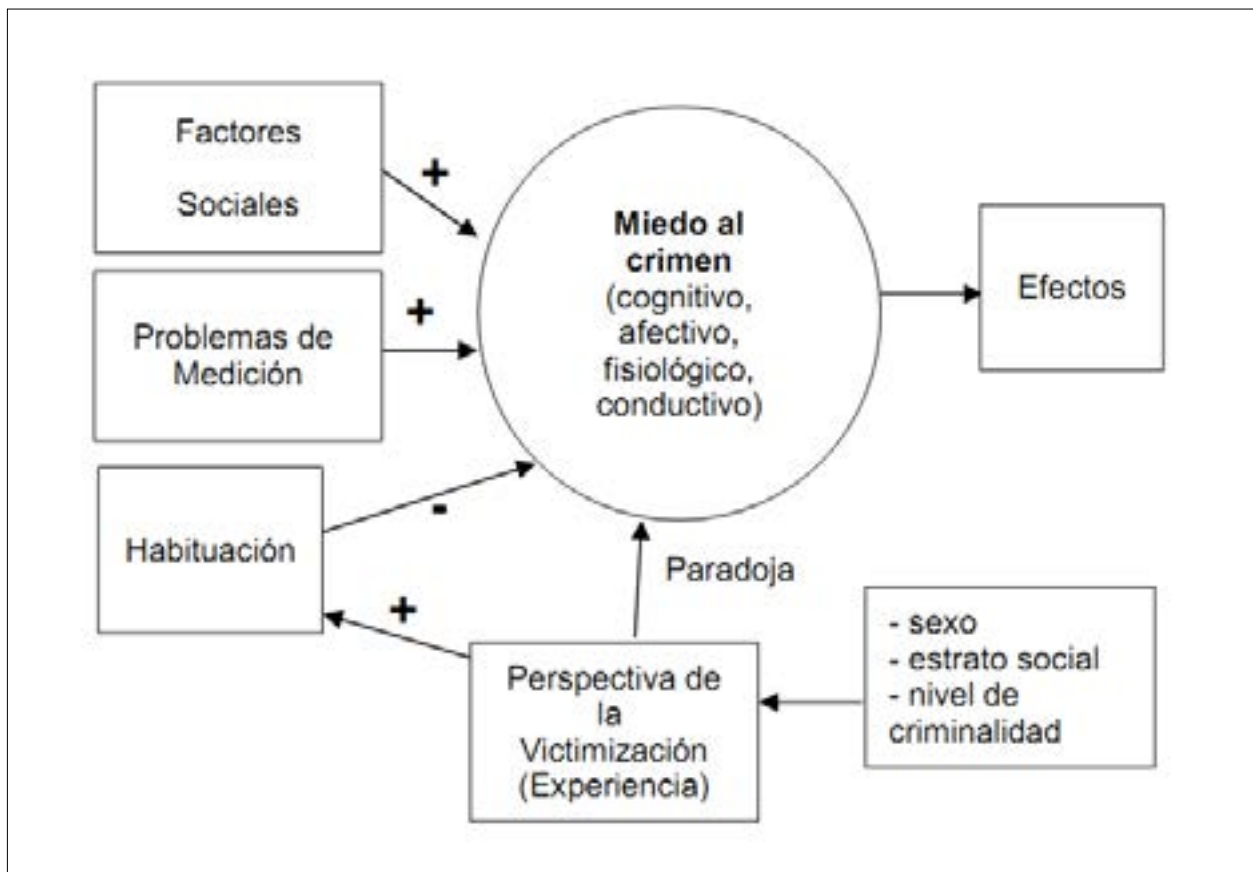 Factores
Sociales
+
Miedo al
crimen
(cognitivo,
afectivo,
fisiológico,
conductivo)
Efectos
Problemas de
Medición
+
Habituación
-
+
Paradoja
Perspectiva de
la
Victimización
(Experiencia)
- sexo
- estrato social
- nivel de
criminalidad